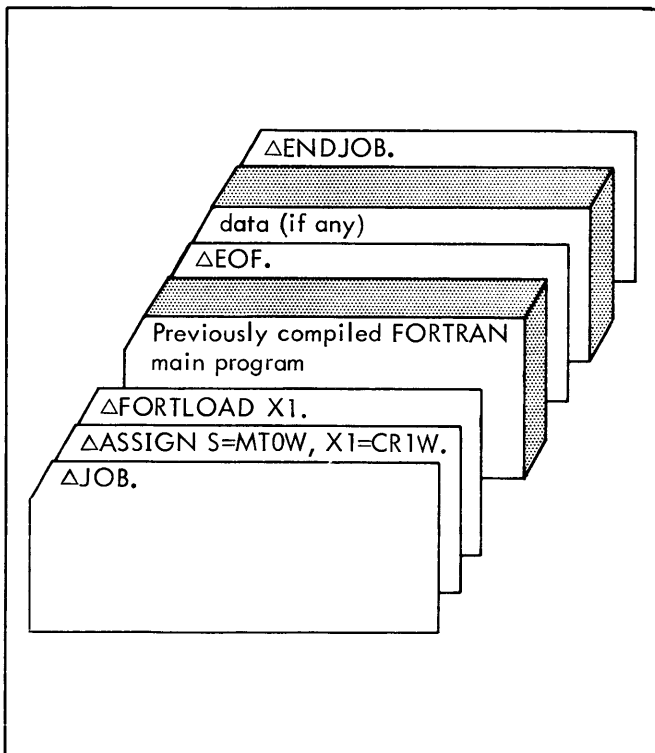 △ENDJOB.
data (if any)
△EOF.
Previously compiled FORTRAN
main program
△FORTLOAD X1.
△ASSIGN S=MT0W, X1=CR1W.
△JOB.